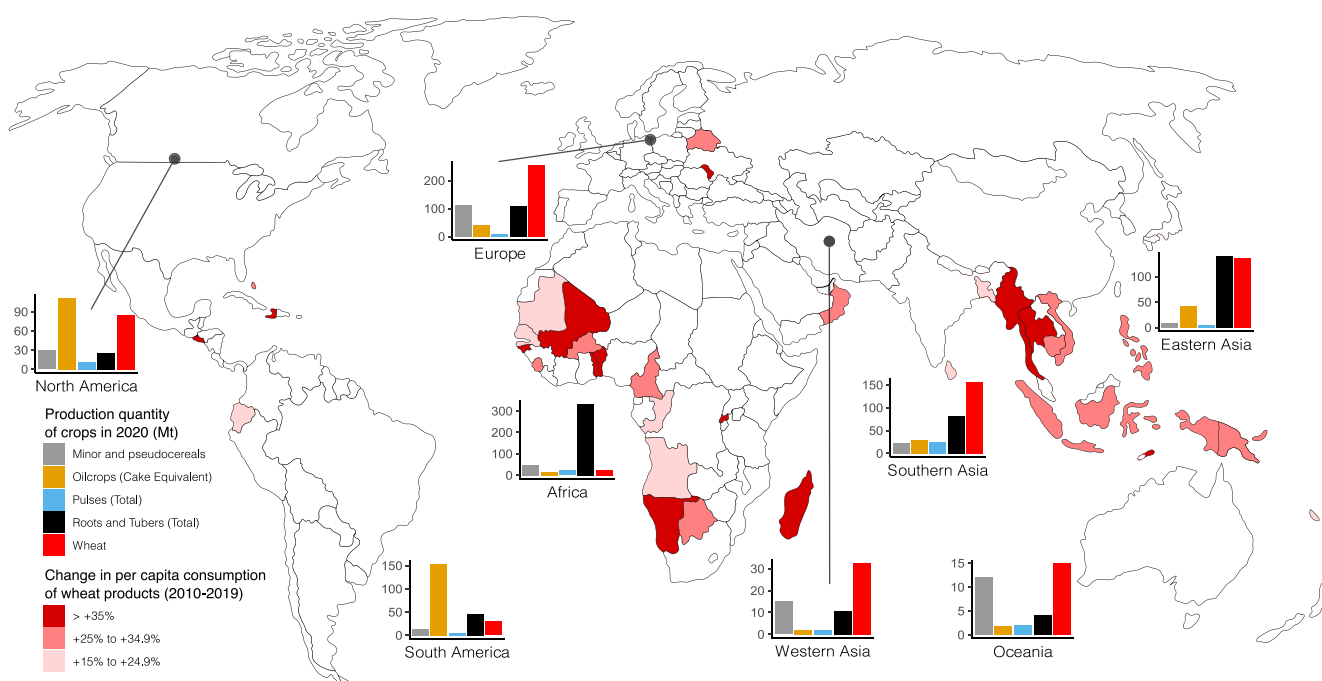 200
100
0
Europe
100
50
0
Eastern Asia
90
60
30
0
North America
150
100
50
0
Southern Asia
300
200
100
0
Africa
Production quantity
of crops in 2020 (Mt)
Minor and pseudocereals
Oilcrops (Cake Equivalent)
Pulses (Total)
Roots and Tubers (Total)
Wheat
Change in per capita consumption
of wheat products (2010-2019)
> +35%
+25% to +34.9%
+15% to +24.9%
150
100
50
0
South America
30
20
10
0
Western Asia
15
10
5
0
Oceania